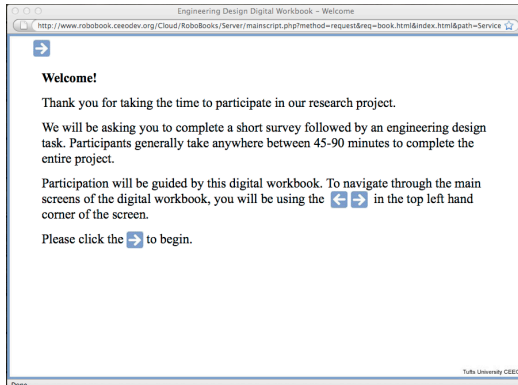 Engineering Design Digital Workbook – Welcome
http://www.robobook.ceeodev.org/Cloud/RoboBooks/Server/mainscript.php?method=request&req=book.html&index.html&path=Service
Welcome!
Thank you for taking the time to participate in our research project.
We will be asking you to complete a short survey followed by an engineering design
task. Participants generally take anywhere between 45-90 minutes to complete the
entire project.
Participation will be guided by this digital workbook. To navigate through the main
screens of the digital workbook, you will be using the in the top left hand
corner of the screen.
Please click the to begin.
Tufts University CEEO
Done